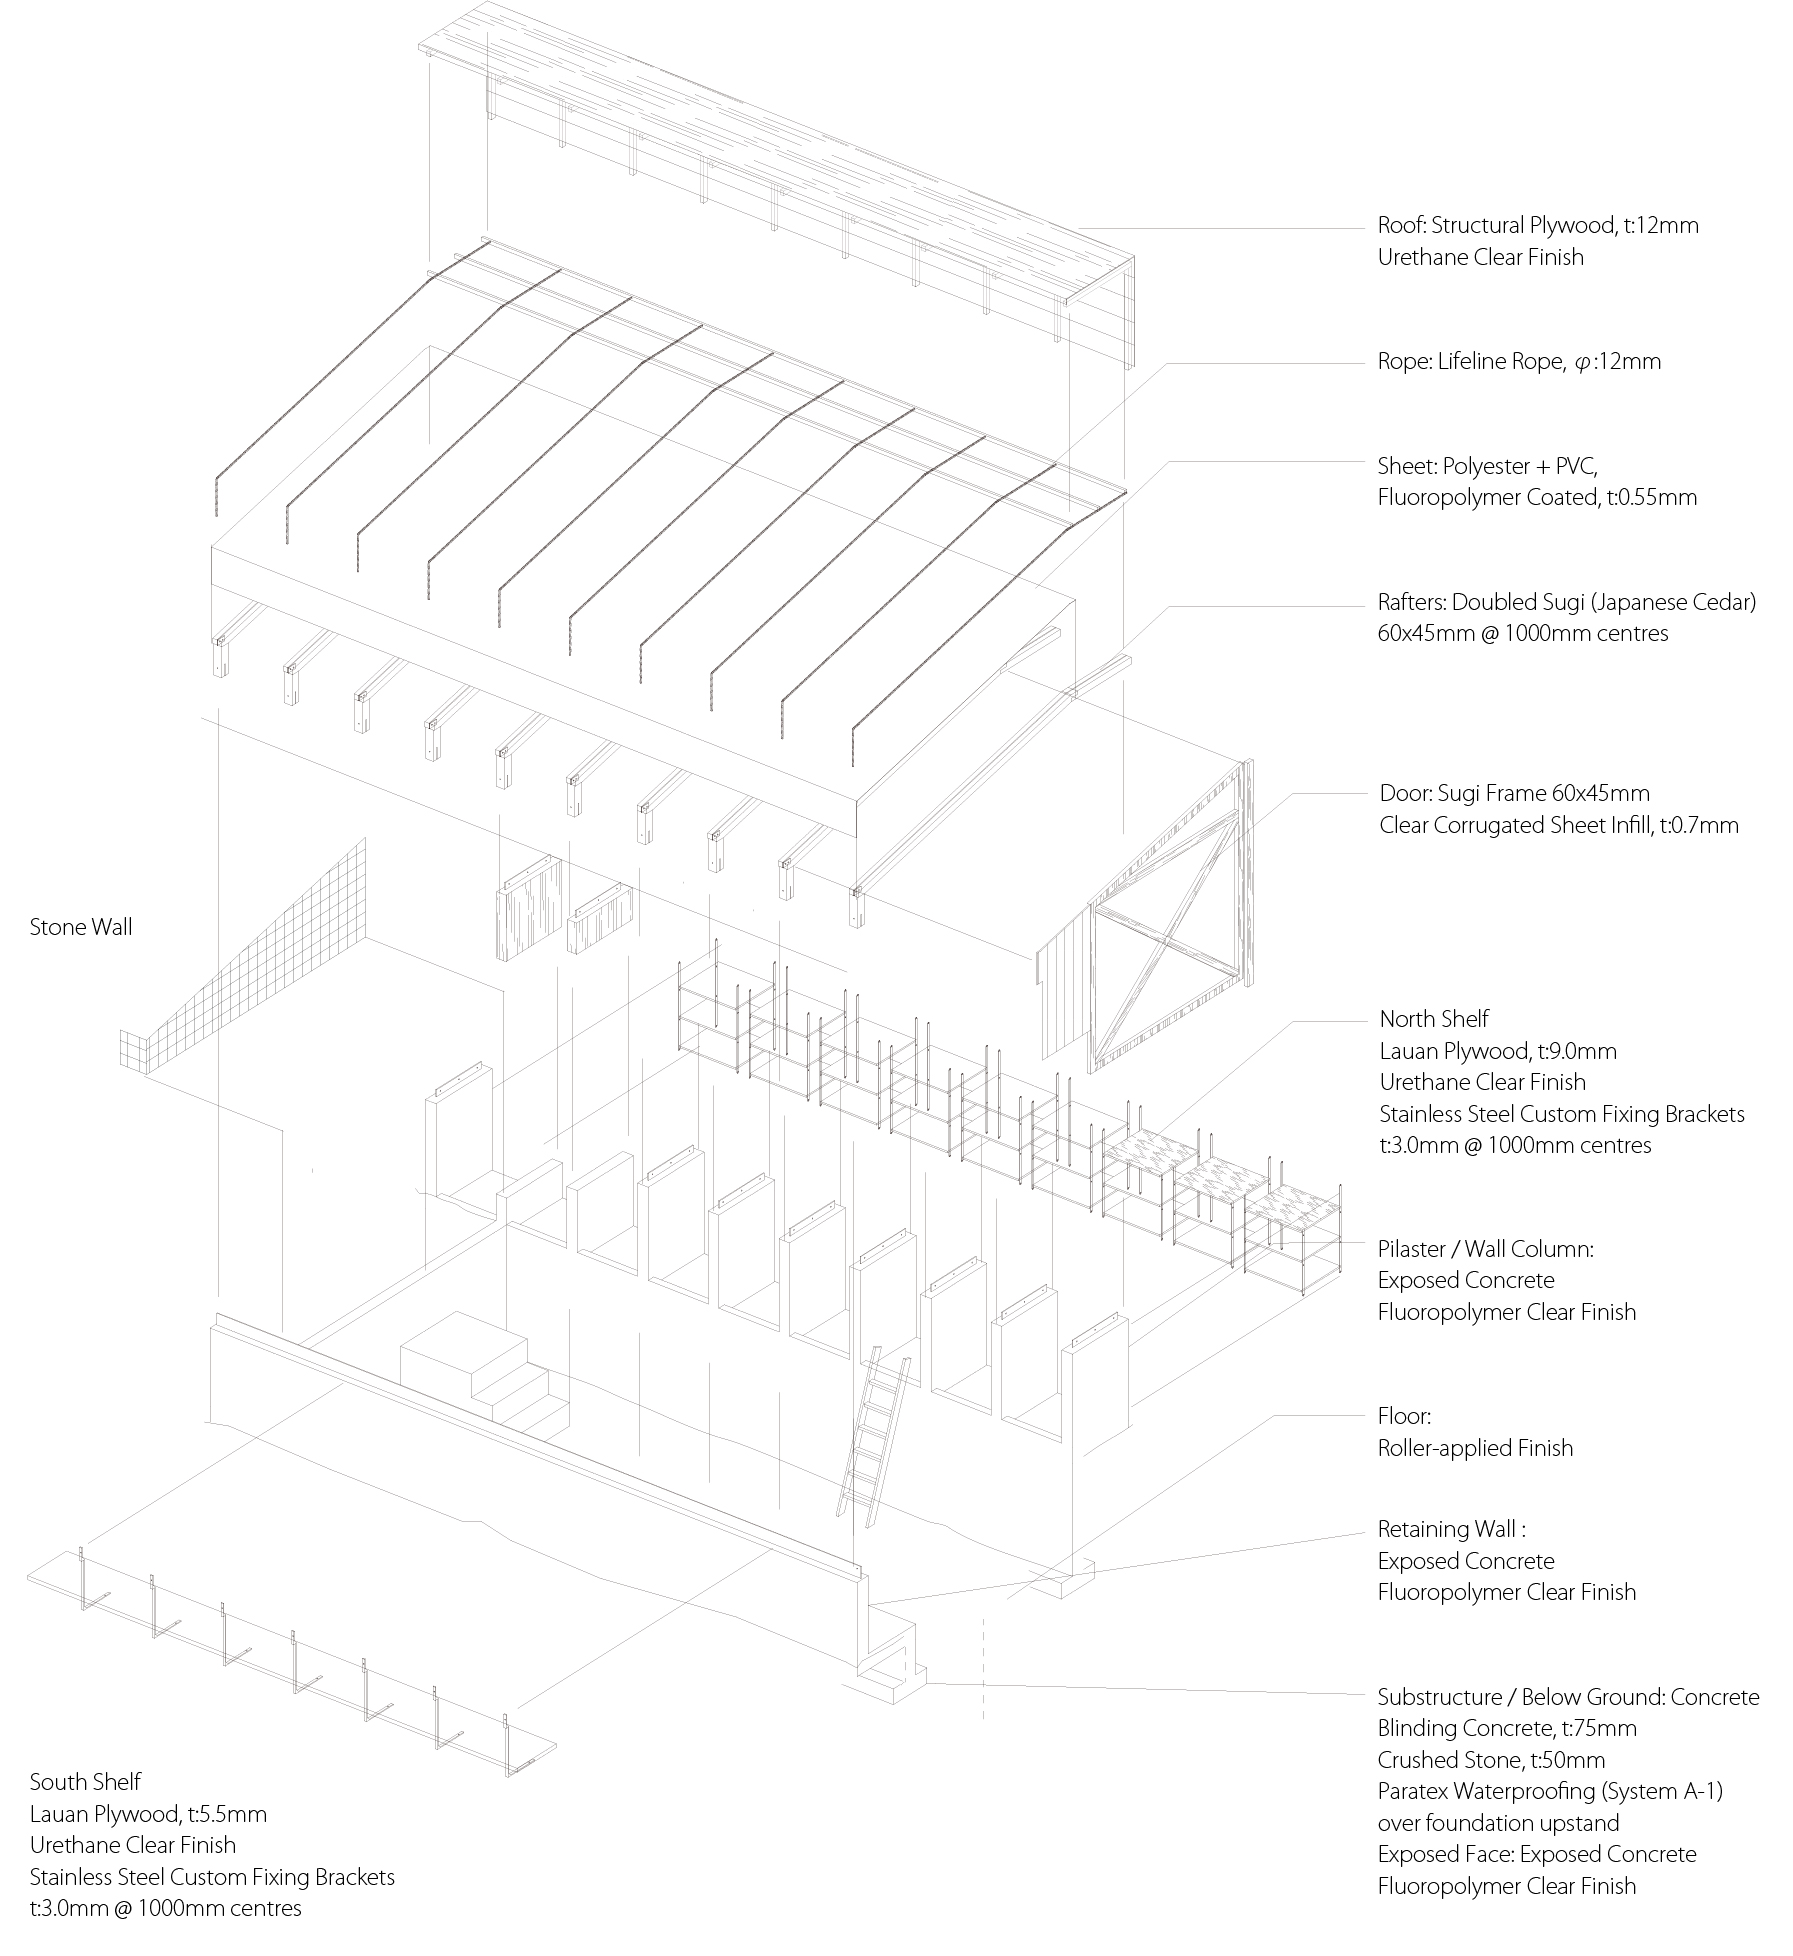 Roof: Structural Plywood, t:12mm
Urethane Clear Finish
Rope: Lifeline Rope, φ:12mm
Sheet: Polyester + PVC,
Fluoropolymer Coated, t:0.55mm
Rafters: Doubled Sugi (Japanese Cedar)
60x45mm @ 1000mm centres
Door: Sugi Frame 60x45mm
Clear Corrugated Sheet Infill, t:0.7mm
Stone Wall
North Shelf
Lauan Plywood, t:9.0mm
Urethane Clear Finish
Stainless Steel Custom Fixing Brackets
t:3.0mm @ 1000mm centres
Pilaster / Wall Column:
Exposed Concrete
Fluoropolymer Clear Finish
Floor:
Roller-applied Finish
Retaining Wall :
Exposed Concrete
Fluoropolymer Clear Finish
Substructure / Below Ground: Concrete
Blinding Concrete, t:75mm
Crushed Stone, t:50mm
Paratex Waterproofing (System A-1)
over foundation upstand
Exposed Face: Exposed Concrete
Fluoropolymer Clear Finish
South Shelf
Lauan Plywood, t:5.5mm
Urethane Clear Finish
Stainless Steel Custom Fixing Brackets
t:3.0mm @ 1000mm centres